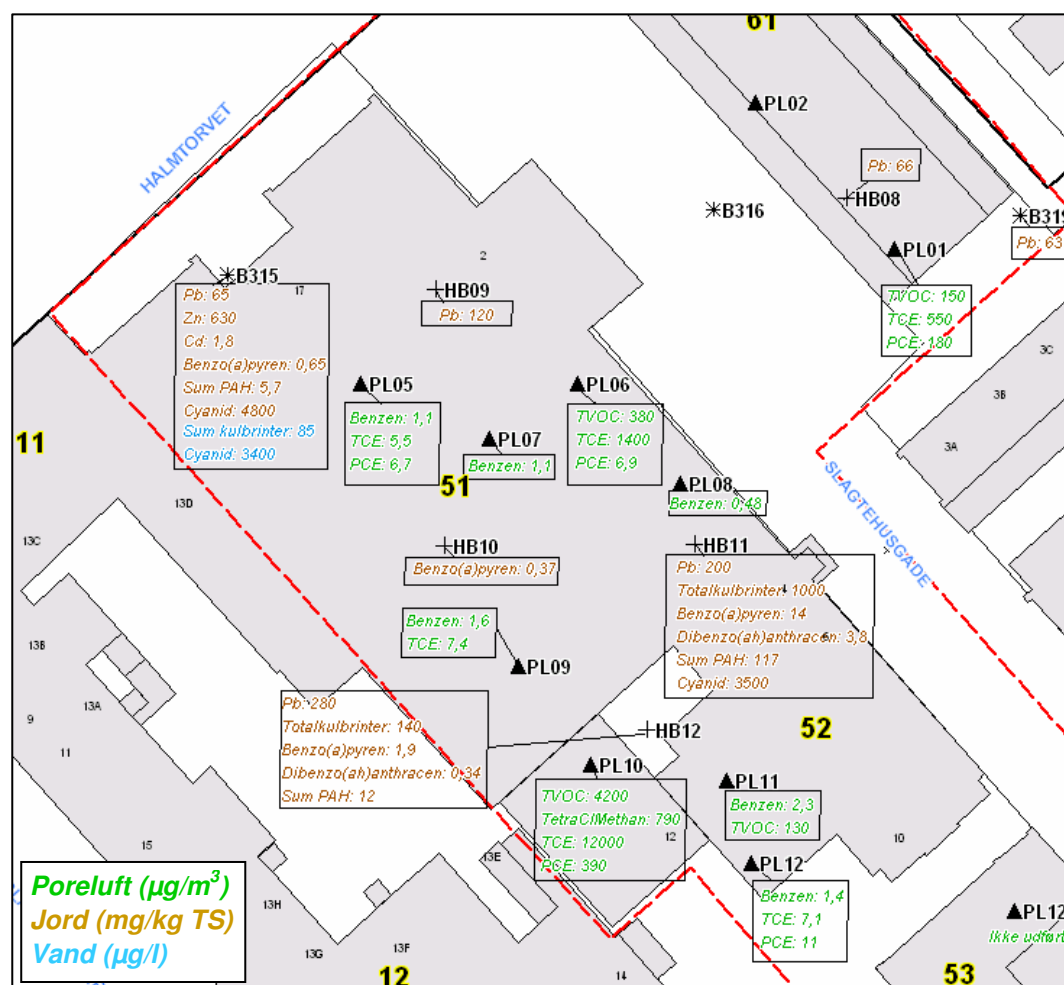 61
PL02
HALMTORVET
Pb: 66
HB08
B316
B319
Pb: 63
PL01
TVOC: 150
TCE: 550
PCE: 180
2
B315
17
Pb: 65
Zn: 630
Cd: 1,8
Benzo(a)pyren: 0,65
Sum PAH: 5,7
Cyanid: 4800
Sum kulbrinter: 85
Cyanid: 3400
HB09
Pb: 120
3C
3B
3A
PL05
Benzen: 1,1
TCE: 5,5
PCE: 6,7
PL06
TVOC: 380
TCE: 1400
PCE: 6,9
PL07
Benzen: 1,1
11
51
PL08
Benzen: 0,48
SLAGTEHUSGADE
13D
13C
HB10
Benzo(a)pyren: 0,37
HB11
Pb: 200
Totalkulbrinter: 1000
Benzo(a)pyren: 14
Dibenzo(ah)anthracen: 3,8
Sum PAH: 117
Cyanid: 3500
Benzen: 1,6
TCE: 7,4
PL09
13B
13A
9
11
Pb: 280
Totalkulbrinter: 140
Benzo(a)pyren: 1,9
Dibenzo(ah)anthracen: 0,34
Sum PAH: 12
HB12
52
PL10
TVOC: 4200
TetraClMethan: 790
TCE: 12000
PCE: 390
12
PL11
Benzen: 2,3
TVOC: 130
10
15
13E
PL12
Benzen: 1,4
TCE: 7,1
PCE: 11
PL12
Ikke udført
13H
13G
13F
12
14
53
Poreluft (µg/m³)
Jord (mg/kg TS)
Vand (µg/l)